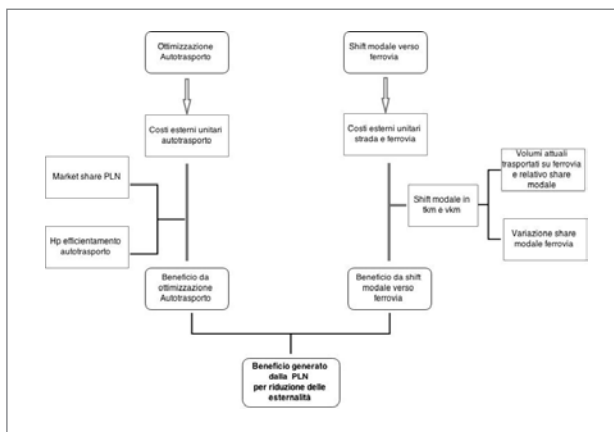 Ottimizzazione
Autotrasporto
Shift modale verso
ferrovia
Costi esterni unitari
autotrasporto
Costi esterni unitari
strada e ferrovia
Market share PLN
Hp efficientamento
autotrasporto
Shift modale in
tkm e vkm
Volumi attuali
trasportati su ferrovia
e relativo share
modale
Variazione share
modale ferrovia
Beneficio da
ottimizzazione
Autotrasporto
Beneficio da shift
modale verso
ferrovia
Beneficio generato
dalla PLN
per riduzione delle
esternalità